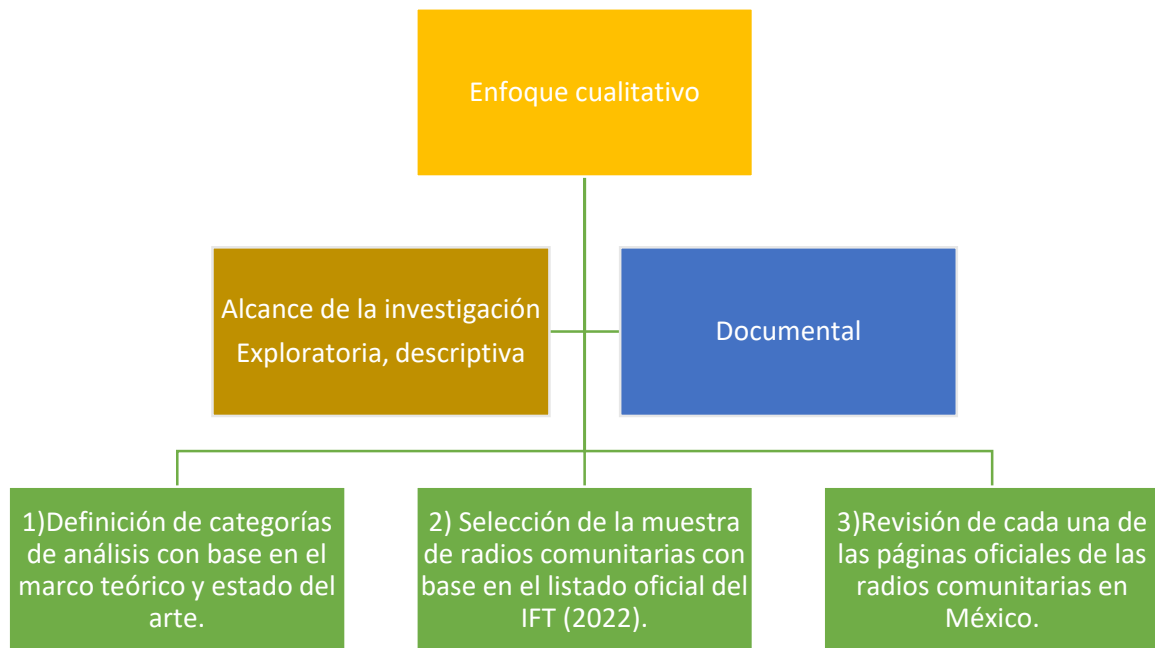 Enfoque cualitativo
Alcance de la investigación
Exploratoria, descriptiva
Documental
1)Definición de categorías
de análisis con base en el
marco teórico y estado del
arte.
2) Selección de la muestra
de radios comunitarias con
base en el listado oficial del
IFT (2022).
3)Revisión de cada una de
las páginas oficiales de las
radios comunitarias en
México.